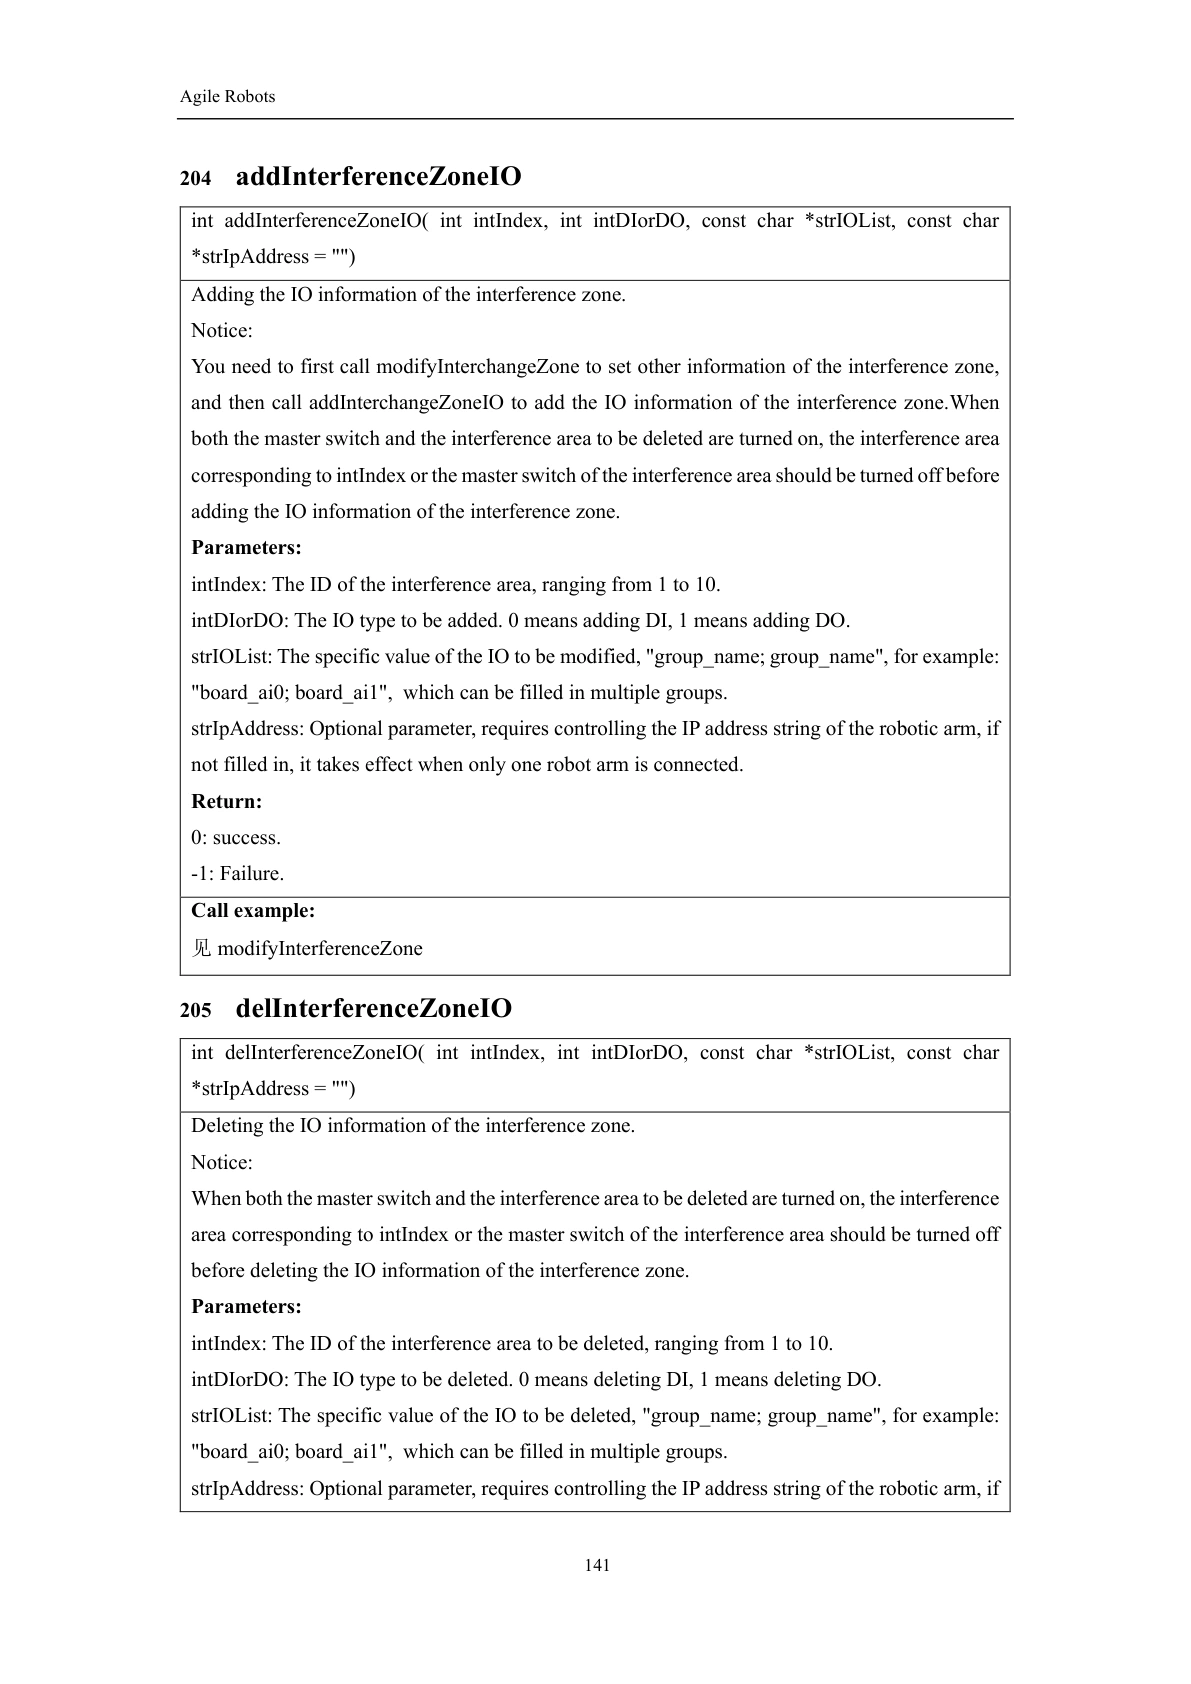 Agile Robots
204 addInterferenceZoneIO
int addInterferenceZoneIO( int intIndex, int intDIorDO, const char *strIOList, const char
*strIpAddress = "")
Adding the IO information of the interference zone.
Notice:
You need to first call modifyInterchangeZone to set other information of the interference zone,
and then call addInterchangeZoneIO to add the IO information of the interference zone.When
both the master switch and the interference area to be deleted are turned on, the interference area
corresponding to intIndex or the master switch of the interference area should be turned off before
adding the IO information of the interference zone.
Parameters:
intIndex: The ID of the interference area, ranging from 1 to 10.
intDIorDO: The IO type to be added. 0 means adding DI, 1 means adding DO.
strIOList: The specific value of the IO to be modified, "group_name; group_name", for example:
"board_ai0; board_ai1", which can be filled in multiple groups.
strIpAddress: Optional parameter, requires controlling the IP address string of the robotic arm, if
not filled in, it takes effect when only one robot arm is connected.
Return:
0: success.
-1: Failure.
Call example:
见 modifyInterferenceZone
205 delInterferenceZoneIO
int delInterferenceZoneIO( int intIndex, int intDIorDO, const char *strIOList, const char
*strIpAddress = "")
Deleting the IO information of the interference zone.
Notice:
When both the master switch and the interference area to be deleted are turned on, the interference
area corresponding to intIndex or the master switch of the interference area should be turned off
before deleting the IO information of the interference zone.
Parameters:
intIndex: The ID of the interference area to be deleted, ranging from 1 to 10.
intDIorDO: The IO type to be deleted. 0 means deleting DI, 1 means deleting DO.
strIOList: The specific value of the IO to be deleted, "group_name; group_name", for example:
"board_ai0; board_ai1", which can be filled in multiple groups.
strIpAddress: Optional parameter, requires controlling the IP address string of the robotic arm, if
141